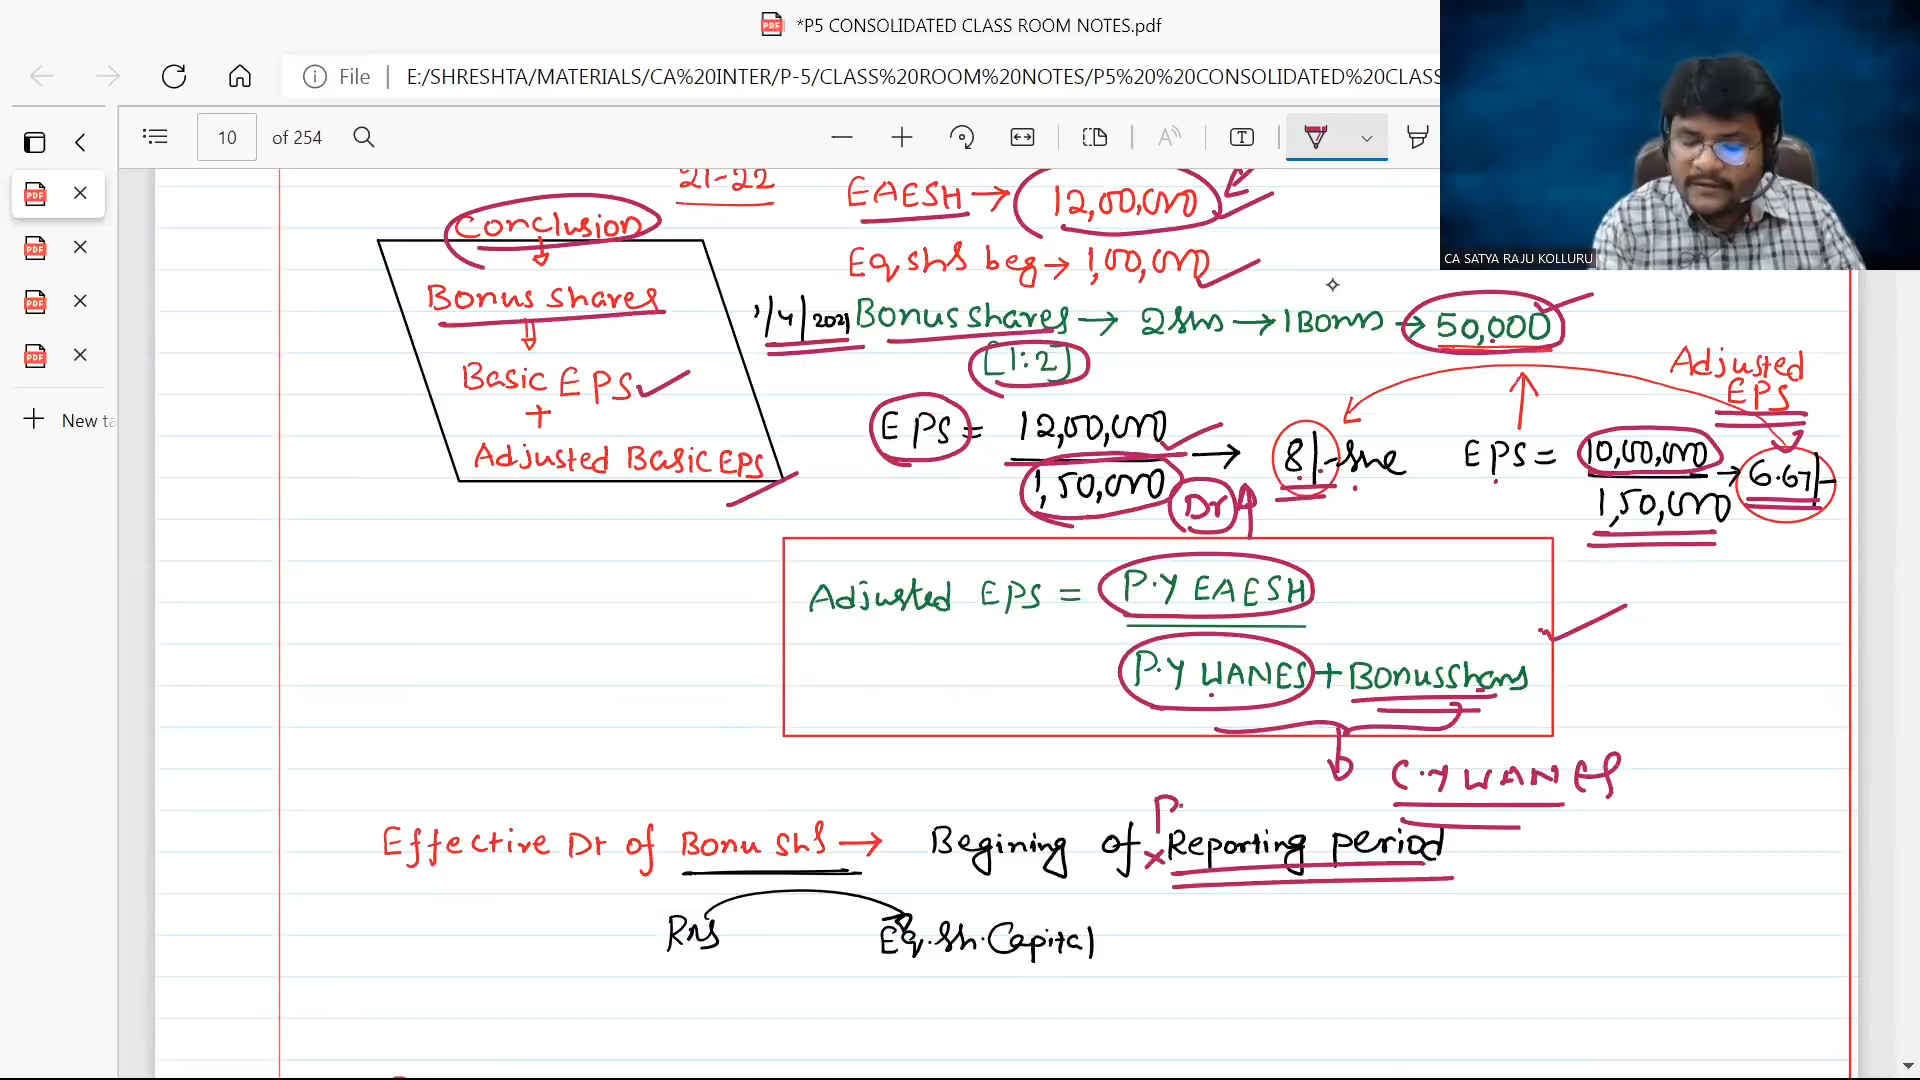 *P5 CONSOLIDATED CLASS ROOM NOTES.pdf
File
E:/SHRESHTA/MATERIALS/CA%20INTER/P-5/CLASS%20ROOM%20NOTES/P5%20%20CONSOLIDATED%20CLASS
10 of 254
New ta
CA SATYA RAJU KOLLURU
21-22
EAESH → 12,00,000
Conclusion
Eq shs beg → 1,00,000
Bonus shares
1/4/2021 Bonus shares → 2 shs → 1 Bonus → 50,000
[1:2]
Adjusted EPS
Basic EPS
+
Adjusted Basic EPS
EPS = 12,00,000
1,50,000 → 8/-
Dr
EPS = 10,00,000
1,50,000 → 6.67/-
Adjusted EPS = P.Y EAESH
P.Y WANES + Bonus shares
C.Y WANES
P.
Effective Dt of Bonu Shs → Begining of Reporting period
Eq.Sh.Capital